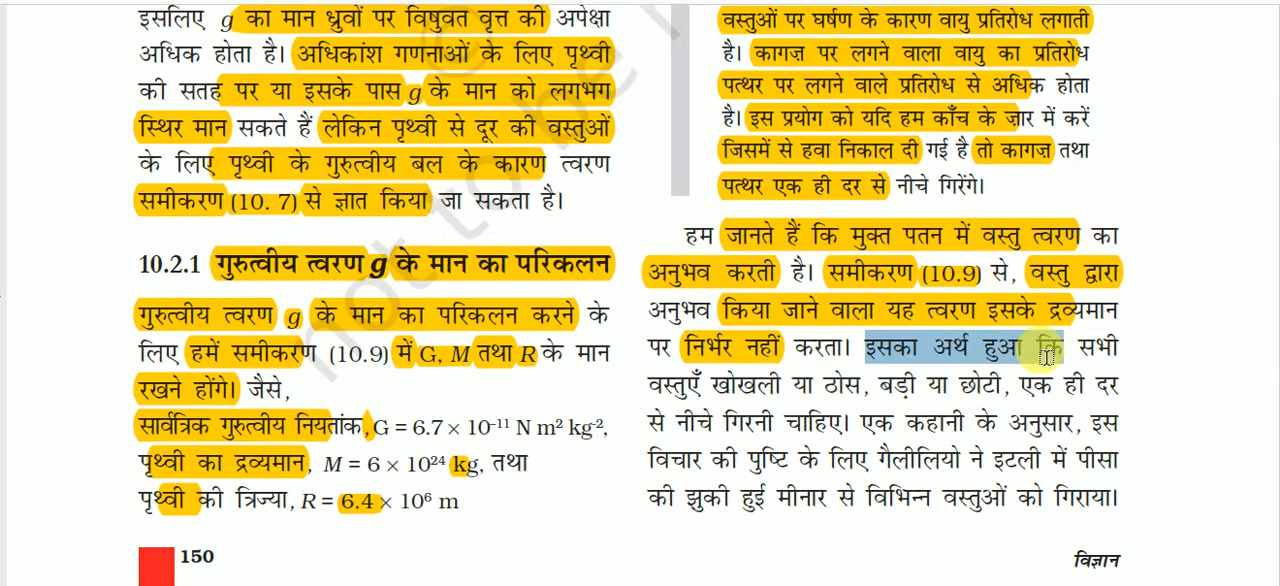 इसलिए g का मान ध्रुवों पर विषुवत वृत्त की अपेक्षा
अधिक होता है। अधिकांश गणनाओं के लिए पृथ्वी
की सतह पर या इसके पास g के मान को लगभग
स्थिर मान सकते हैं लेकिन पृथ्वी से दूर की वस्तुओं
के लिए पृथ्वी के गुरुत्वीय बल के कारण त्वरण
समीकरण (10. 7) से ज्ञात किया जा सकता है।
10.2.1 गुरुत्वीय त्वरण g के मान का परिकलन
गुरुत्वीय त्वरण g के मान का परिकलन करने के
लिए हमें समीकरण (10.9) में G, M तथा R के मान
रखने होंगे। जैसे,
सार्वत्रिक गुरुत्वीय नियतांक, G = 6.7 × 10⁻¹¹ N m² kg⁻²,
पृथ्वी का द्रव्यमान, M = 6 × 10²⁴ kg, तथा
पृथ्वी की त्रिज्या, R = 6.4 × 10⁶ m
150
वस्तुओं पर घर्षण के कारण वायु प्रतिरोध लगाती
है। कागज़ पर लगने वाला वायु का प्रतिरोध
पत्थर पर लगने वाले प्रतिरोध से अधिक होता
है। इस प्रयोग को यदि हम काँच के जार में करें
जिसमें से हवा निकाल दी गई है तो कागज़ तथा
पत्थर एक ही दर से नीचे गिरेंगे।
हम जानते हैं कि मुक्त पतन में वस्तु त्वरण का
अनुभव करती है। समीकरण (10.9) से, वस्तु द्वारा
अनुभव किया जाने वाला यह त्वरण इसके द्रव्यमान
पर निर्भर नहीं करता। इसका अर्थ हुआ कि सभी
वस्तुएँ खोखली या ठोस, बड़ी या छोटी, एक ही दर
से नीचे गिरनी चाहिए। एक कहानी के अनुसार, इस
विचार की पुष्टि के लिए गैलीलियो ने इटली में पीसा
की झुकी हुई मीनार से विभिन्न वस्तुओं को गिराया।
विज्ञान
not to be